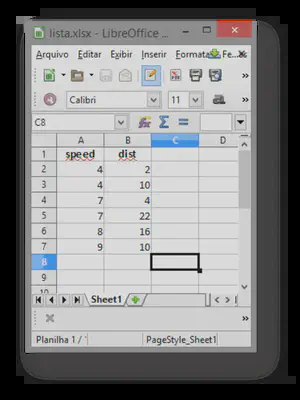 lista.xlsx - LibreOffice ...
Arquivo Editar Exibir Inserir Formata Fe...
Calibri 11
C8
A B C D
1 speed dist
2 4 2
3 4 10
4 7 4
5 7 22
6 8 16
7 9 10
8
9
10
Sheet1
Planilha 1 / PageStyle_Sheet1